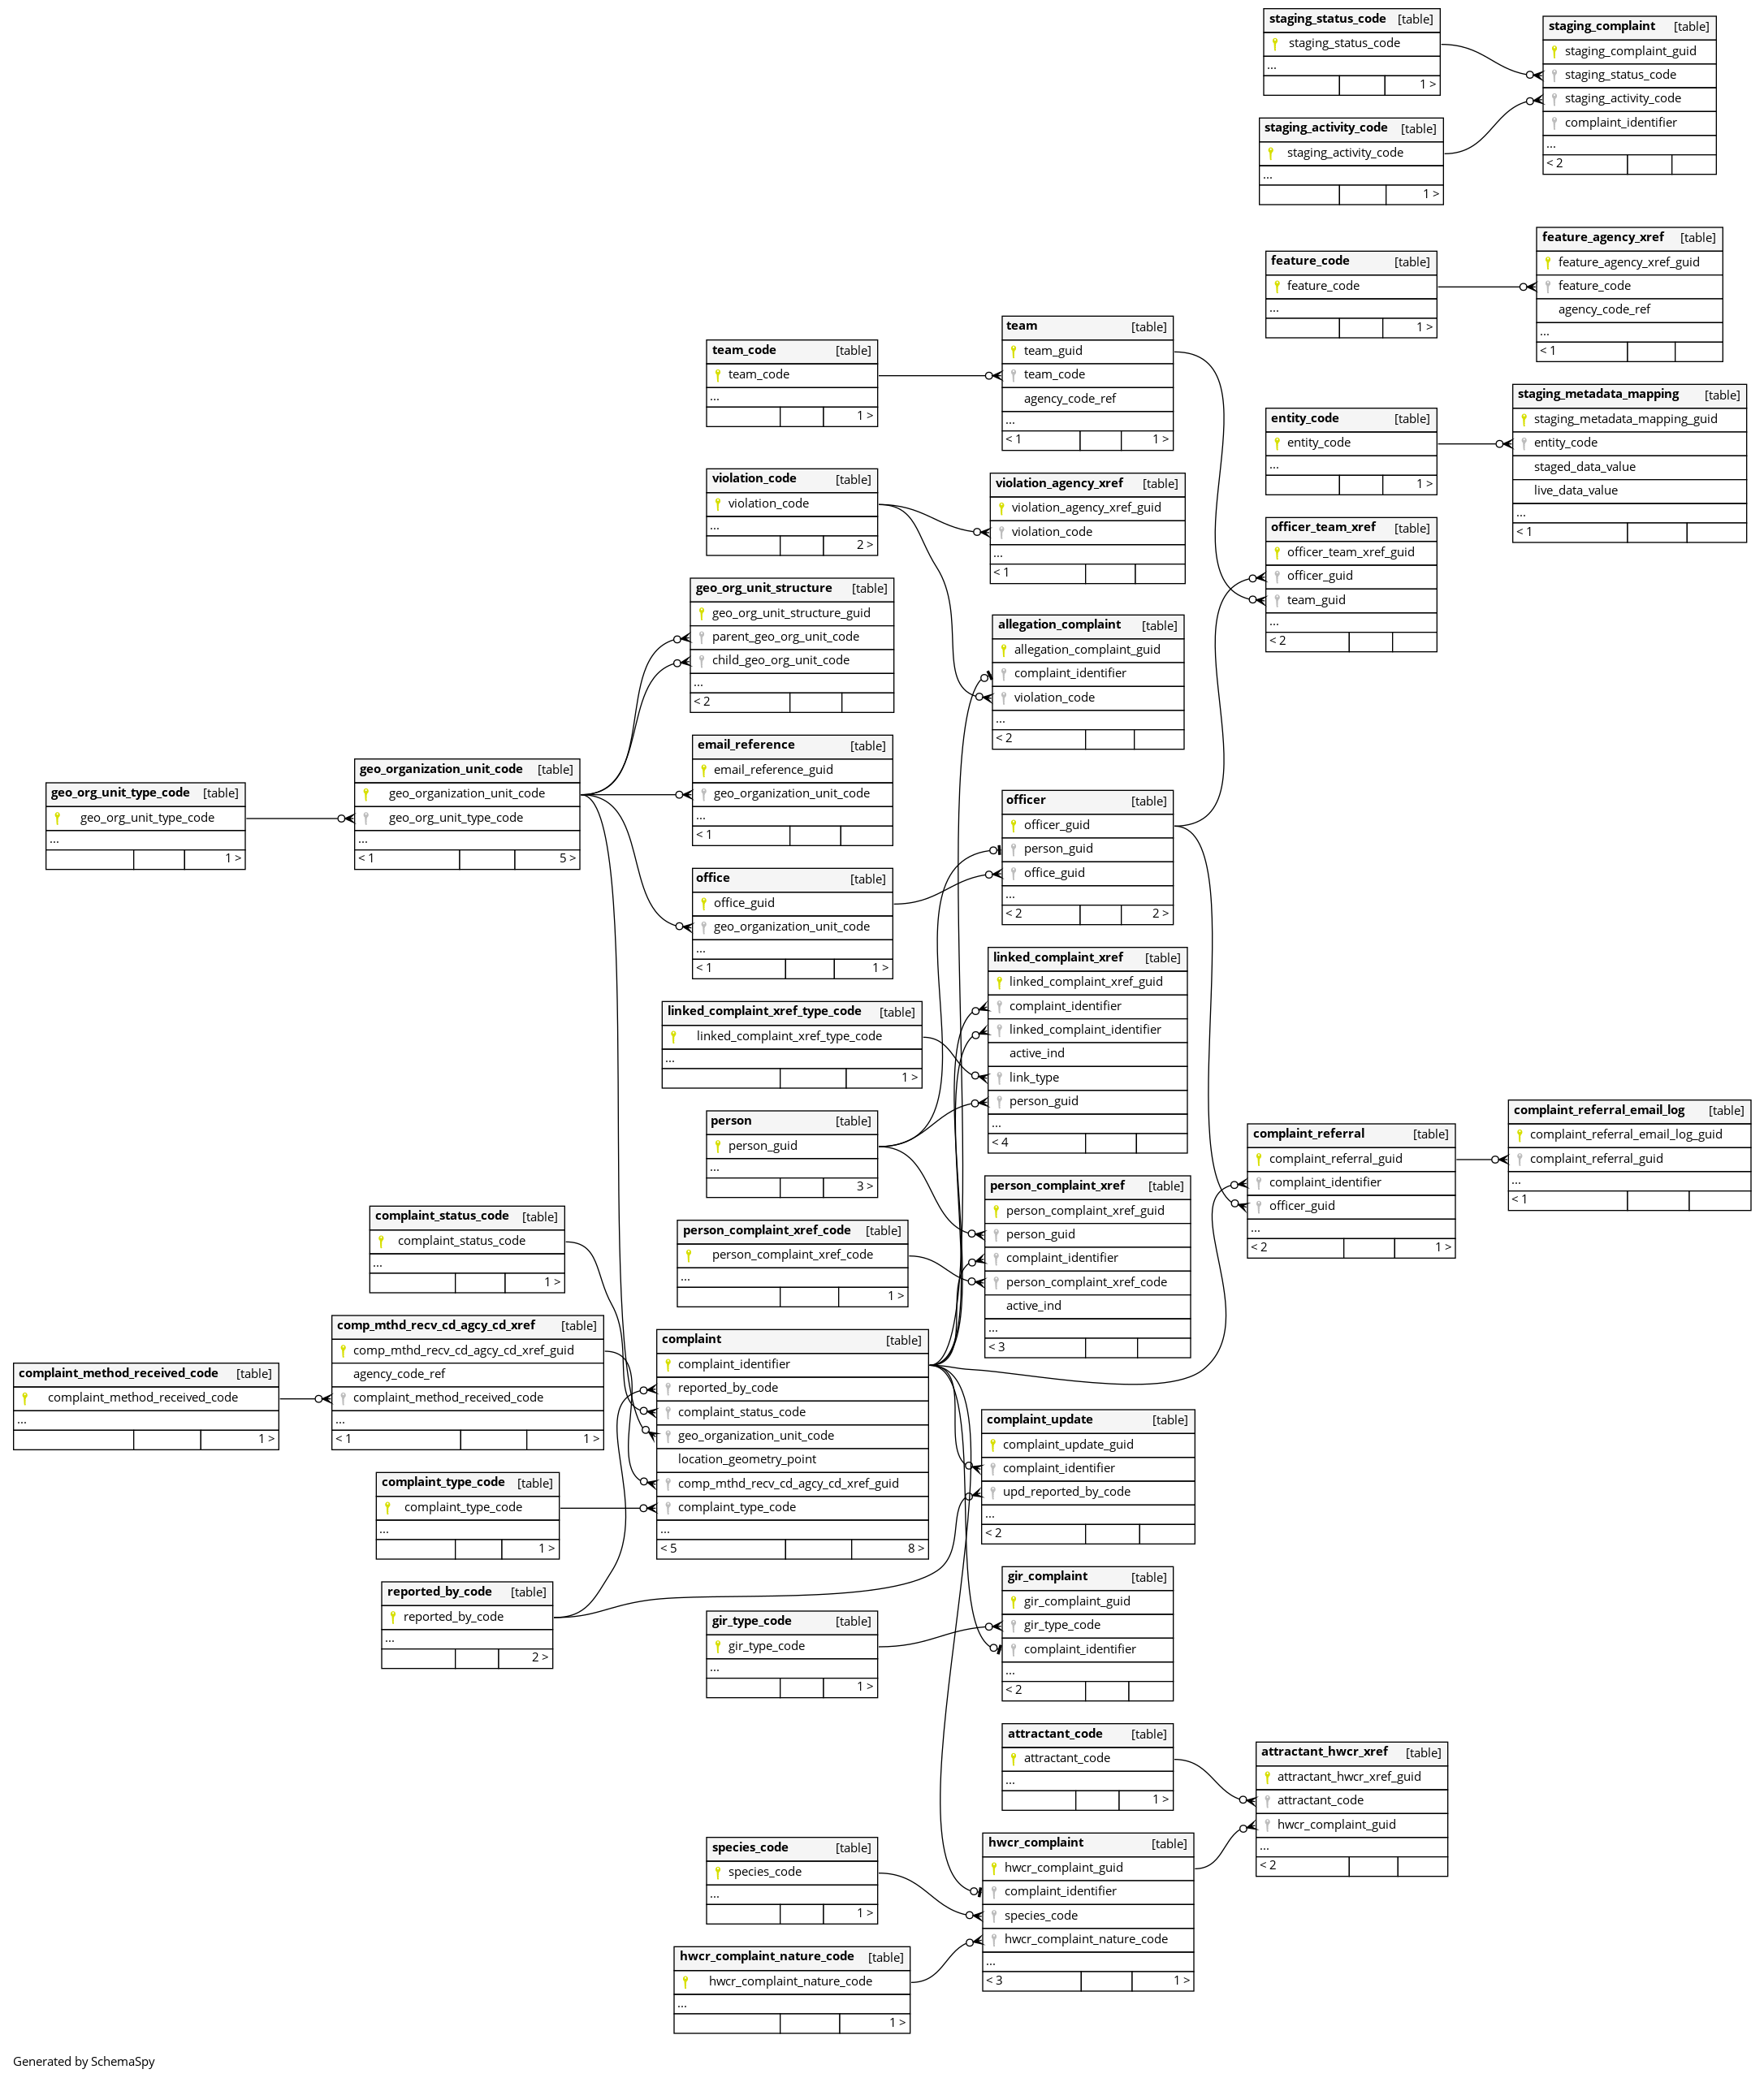 staging_status_code [table]
staging_status_code
...
1 >
staging_complaint [table]
staging_complaint_guid
staging_status_code
staging_activity_code
complaint_identifier
...
< 2
staging_activity_code [table]
staging_activity_code
...
1 >
feature_agency_xref [table]
feature_agency_xref_guid
feature_code
agency_code_ref
...
< 1
feature_code [table]
feature_code
...
1 >
team [table]
team_guid
team_code
agency_code_ref
...
< 1 1 >
team_code [table]
team_code
...
1 >
staging_metadata_mapping [table]
staging_metadata_mapping_guid
entity_code
staged_data_value
live_data_value
...
< 1
entity_code [table]
entity_code
...
1 >
violation_code [table]
violation_code
...
2 >
violation_agency_xref [table]
violation_agency_xref_guid
violation_code
...
< 1
officer_team_xref [table]
officer_team_xref_guid
officer_guid
team_guid
...
< 2
geo_org_unit_structure [table]
geo_org_unit_structure_guid
parent_geo_org_unit_code
child_geo_org_unit_code
...
< 2
allegation_complaint [table]
allegation_complaint_guid
complaint_identifier
violation_code
...
< 2
email_reference [table]
email_reference_guid
geo_organization_unit_code
...
< 1
geo_organization_unit_code [table]
geo_organization_unit_code
geo_org_unit_type_code
...
< 1 5 >
geo_org_unit_type_code [table]
geo_org_unit_type_code
...
1 >
officer [table]
officer_guid
person_guid
office_guid
...
< 2 2 >
office [table]
office_guid
geo_organization_unit_code
...
< 1 1 >
linked_complaint_xref [table]
linked_complaint_xref_guid
complaint_identifier
linked_complaint_identifier
active_ind
link_type
person_guid
...
< 4
linked_complaint_xref_type_code [table]
linked_complaint_xref_type_code
...
1 >
person [table]
person_guid
...
3 >
complaint_referral_email_log [table]
complaint_referral_email_log_guid
complaint_referral_guid
...
< 1
complaint_referral [table]
complaint_referral_guid
complaint_identifier
officer_guid
...
< 2 1 >
person_complaint_xref [table]
person_complaint_xref_guid
person_guid
complaint_identifier
person_complaint_xref_code
active_ind
...
< 3
complaint_status_code [table]
complaint_status_code
...
1 >
person_complaint_xref_code [table]
person_complaint_xref_code
...
1 >
comp_mthd_recv_cd_agcy_cd_xref [table]
comp_mthd_recv_cd_agcy_cd_xref_guid
agency_code_ref
complaint_method_received_code
...
< 1 1 >
complaint [table]
complaint_identifier
reported_by_code
complaint_status_code
geo_organization_unit_code
location_geometry_point
comp_mthd_recv_cd_agcy_cd_xref_guid
complaint_type_code
...
< 5 8 >
complaint_method_received_code [table]
complaint_method_received_code
...
1 >
complaint_update [table]
complaint_update_guid
complaint_identifier
upd_reported_by_code
...
< 2
complaint_type_code [table]
complaint_type_code
...
1 >
gir_complaint [table]
gir_complaint_guid
gir_type_code
complaint_identifier
...
< 2
reported_by_code [table]
reported_by_code
...
2 >
gir_type_code [table]
gir_type_code
...
1 >
attractant_code [table]
attractant_code
...
1 >
attractant_hwcr_xref [table]
attractant_hwcr_xref_guid
attractant_code
hwcr_complaint_guid
...
< 2
hwcr_complaint [table]
hwcr_complaint_guid
complaint_identifier
species_code
hwcr_complaint_nature_code
...
< 3 1 >
species_code [table]
species_code
...
1 >
hwcr_complaint_nature_code [table]
hwcr_complaint_nature_code
...
1 >
Generated by SchemaSpy